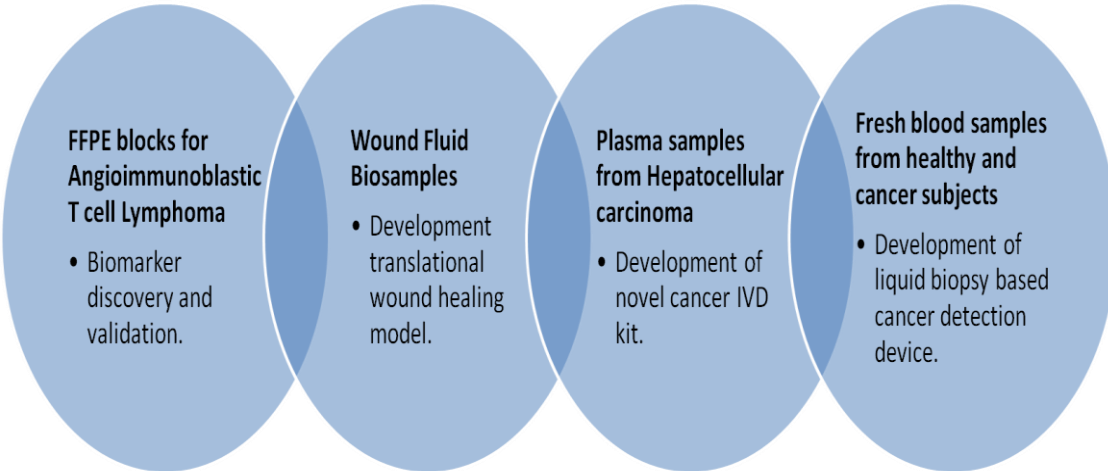 FFPE blocks for
Angioimmunoblastic
T cell Lymphoma
• Biomarker
discovery and
validation.
Wound Fluid
Biosamples
• Development
translational
wound healing
model.
Plasma samples
from Hepatocellular
carcinoma
• Development of
novel cancer IVD
kit.
Fresh blood samples
from healthy and
cancer subjects
• Development of
liquid biopsy based
cancer detection
device.